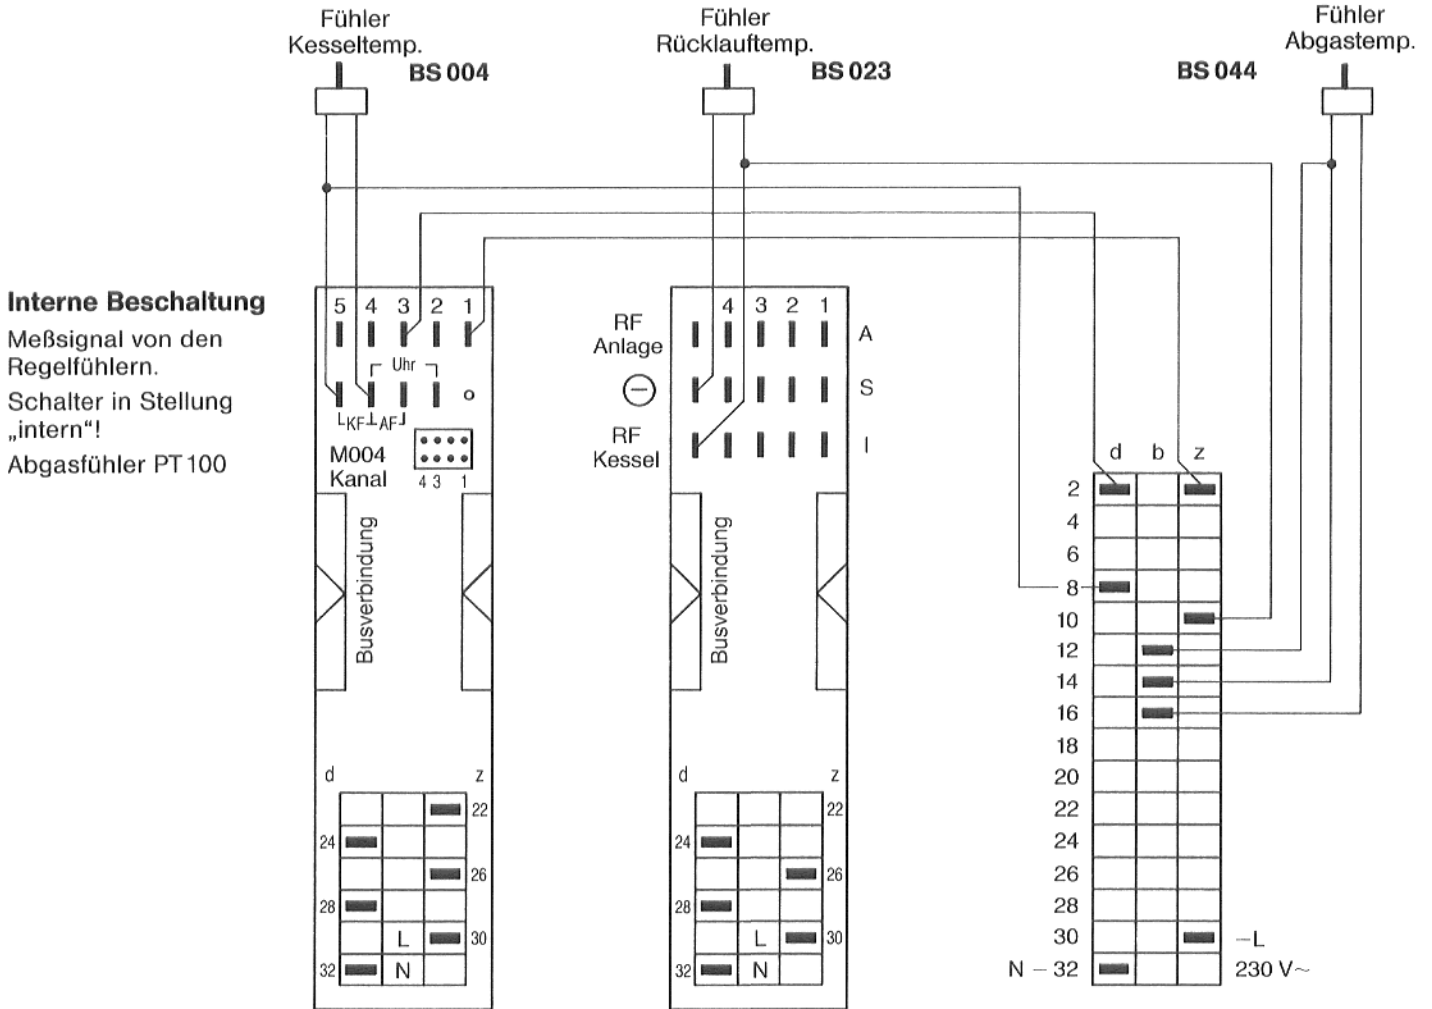 Fühler
Kesseltemp.
BS 004
Fühler
Rücklauftemp.
BS 023
BS 044
Fühler
Abgastemp.
Interne Beschaltung
Meßsignal von den
Regelfühlern.
Schalter in Stellung
„intern“!
Abgasfühler PT 100
5 4 3 2 1
Uhr
KF AF
M004
Kanal
4 3 1
Busverbindung
d z
22
24
26
28
L 30
32 N
RF
Anlage
4 3 2 1
A
S
RF
Kessel
I
Busverbindung
d z
22
24
26
28
L 30
32 N
d b z
2
4
6
8
10
12
14
16
18
20
22
24
26
28
30 –L
N – 32 230 V~